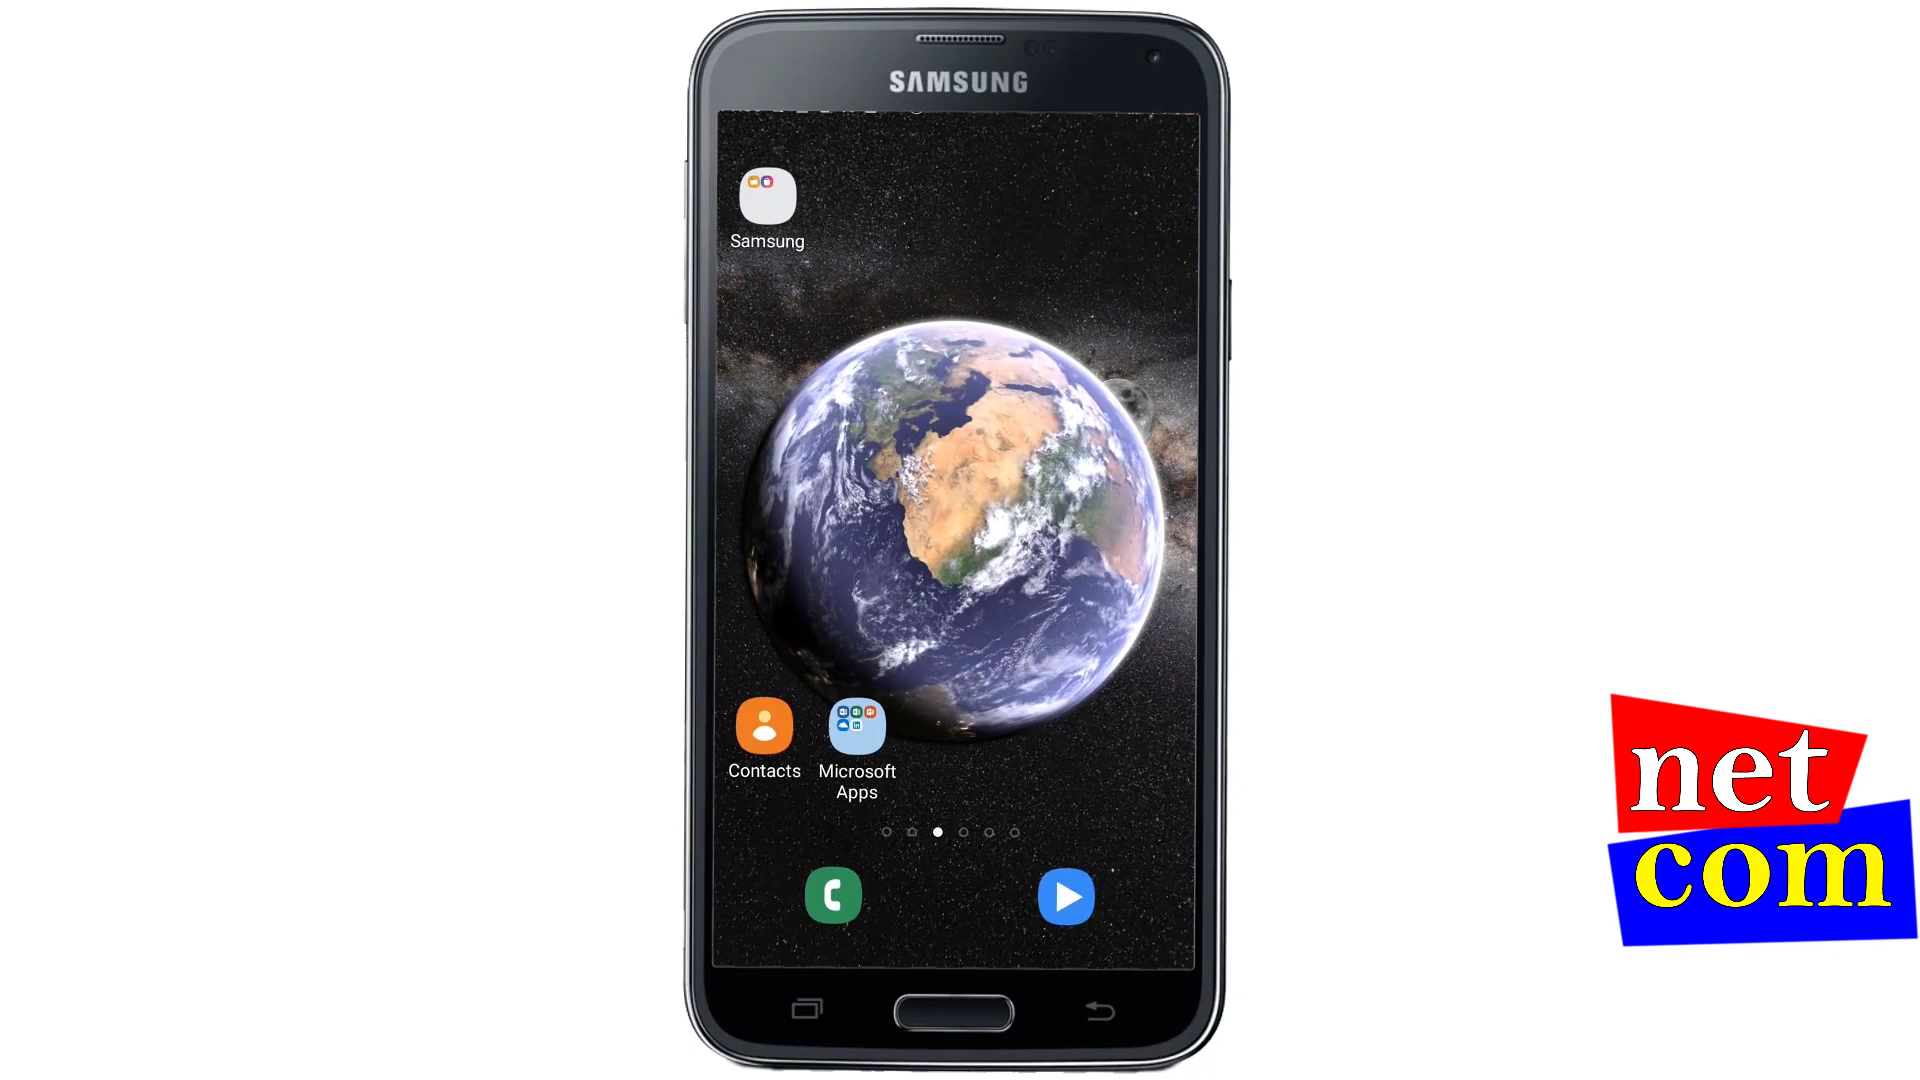 SAMSUNG
Samsung
Contacts
Microsoft
Apps
net
com